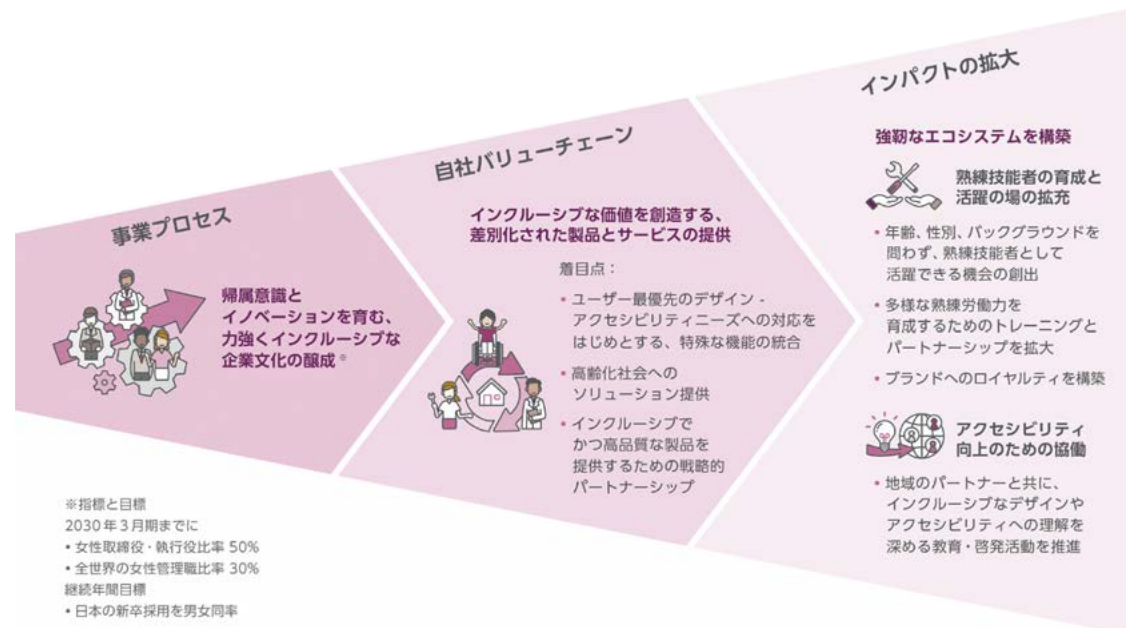 事業プロセス
帰属意識と
イノベーションを育む、
力強くインクルーシブな
企業文化の醸成※
自社バリューチェーン
インクルーシブな価値を創造する、
差別化された製品とサービスの提供
着目点：
• ユーザー最優先のデザイン -
アクセシビリティニーズへの対応を
はじめとする、特殊な機能の統合
• 高齢化社会への
ソリューション提供
• インクルーシブで
かつ高品質な製品を
提供するための戦略的
パートナーシップ
インパクトの拡大
強靭なエコシステムを構築
熟練技能者の育成と
活躍の場の拡充
• 年齢、性別、バックグラウンドを
問わず、熟練技能者として
活躍できる機会の創出
• 多様な熟練労働力を
育成するためのトレーニングと
パートナーシップを拡大
• ブランドへのロイヤルティを構築
アクセシビリティ
向上のための協働
• 地域のパートナーと共に、
インクルーシブなデザインや
アクセシビリティへの理解を
深める教育・啓発活動を推進
※指標と目標
2030年3月期までに
• 女性取締役・執行役比率 50%
• 全世界の女性管理職比率 30%
継続年間目標
• 日本の新卒採用を男女同率